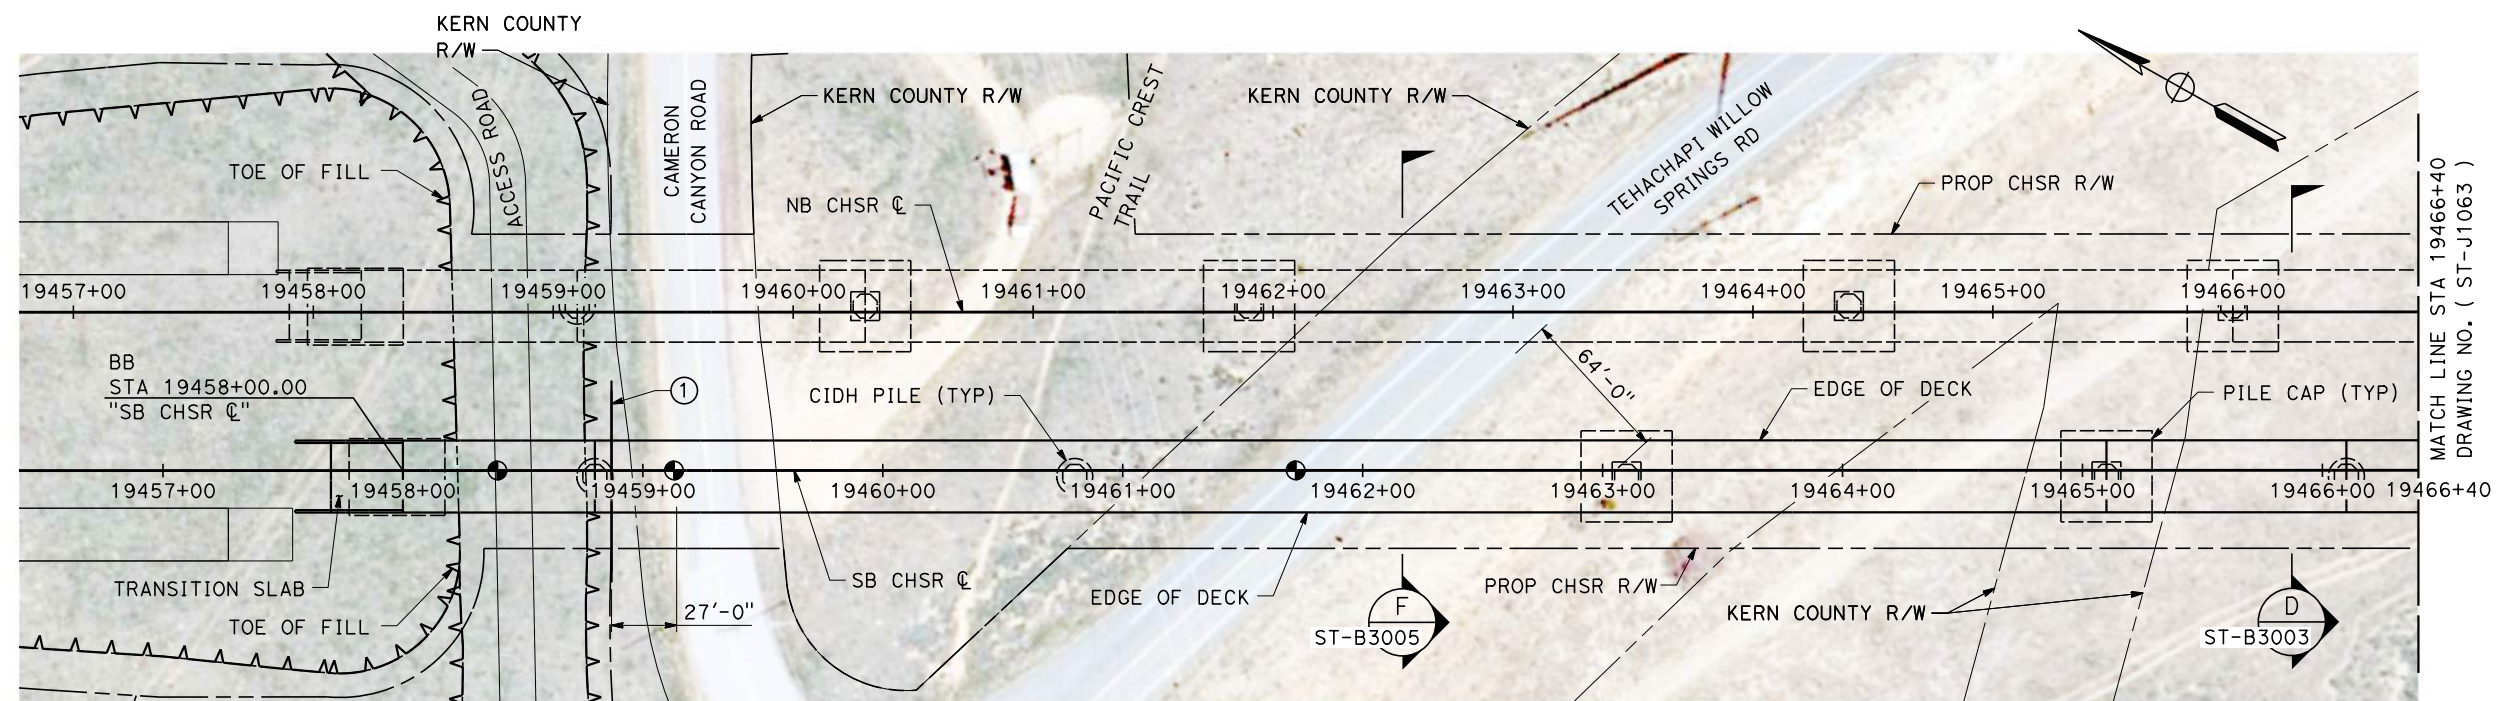 KERN COUNTY
R/W
KERN COUNTY R/W
KERN COUNTY R/W
ACCESS ROAD
CAMERON
CANYON ROAD
PACIFIC CREST
TRAIL
TEHACHAPI WILLOW
SPRINGS RD
TOE OF FILL
NB CHSR ℄
PROP CHSR R/W
19457+00
19458+00
19459+00
19460+00
19461+00
19462+00
19463+00
19464+00
19465+00
19466+00
BB
STA 19458+00.00
"SB CHSR ℄"
1
CIDH PILE (TYP)
64'-0"
EDGE OF DECK
PILE CAP (TYP)
19457+00
19458+00
19459+00
19460+00
19461+00
19462+00
19463+00
19464+00
19465+00
19466+00
19466+40
TRANSITION SLAB
TOE OF FILL
27'-0"
SB CHSR ℄
EDGE OF DECK
F
ST-B3005
PROP CHSR R/W
KERN COUNTY R/W
D
ST-B3003
MATCH LINE STA 19466+40
DRAWING NO. ( ST-J1063 )